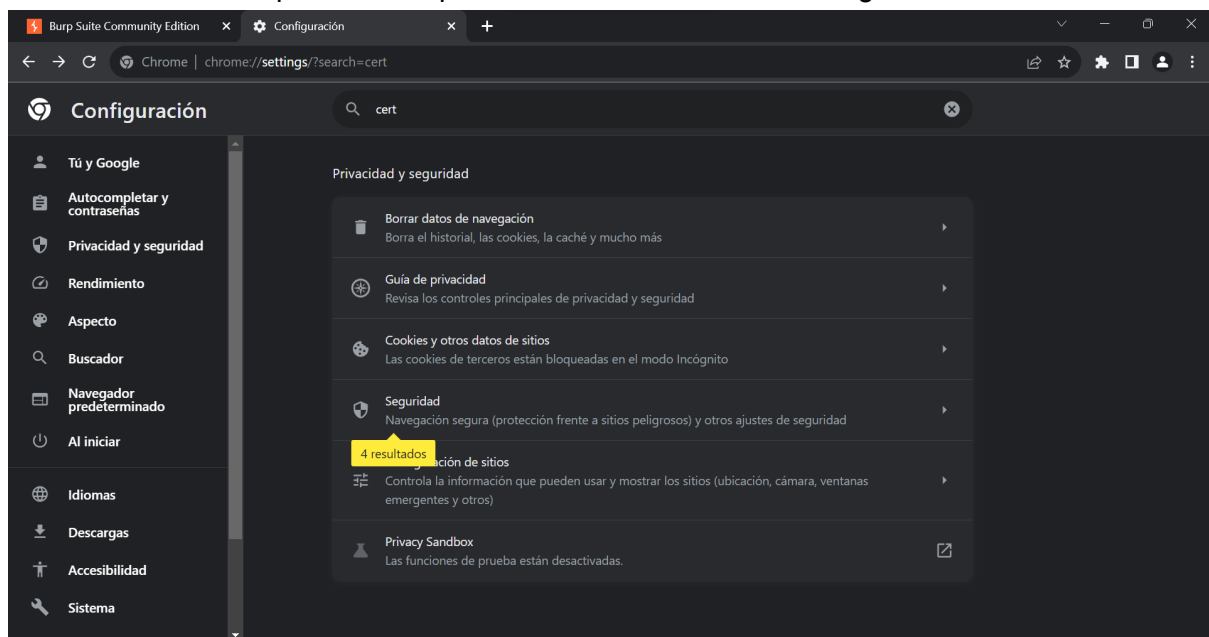 Burp Suite Community Edition
Configuración
Chrome | chrome://settings/?search=cert
Configuración
cert
Tú y Google
Autocompletar y
contraseñas
Privacidad y seguridad
Rendimiento
Aspecto
Buscador
Navegador
predeterminado
Al iniciar
Idiomas
Descargas
Accesibilidad
Sistema
Privacidad y seguridad
Borrar datos de navegación
Borra el historial, las cookies, la caché y mucho más
Guía de privacidad
Revisa los controles principales de privacidad y seguridad
Cookies y otros datos de sitios
Las cookies de terceros están bloqueadas en el modo Incógnito
Seguridad
Navegación segura (protección frente a sitios peligrosos) y otros ajustes de seguridad
4 resultados
de sitios
Controla la información que pueden usar y mostrar los sitios (ubicación, cámara, ventanas
emergentes y otros)
Privacy Sandbox
Las funciones de prueba están desactivadas.